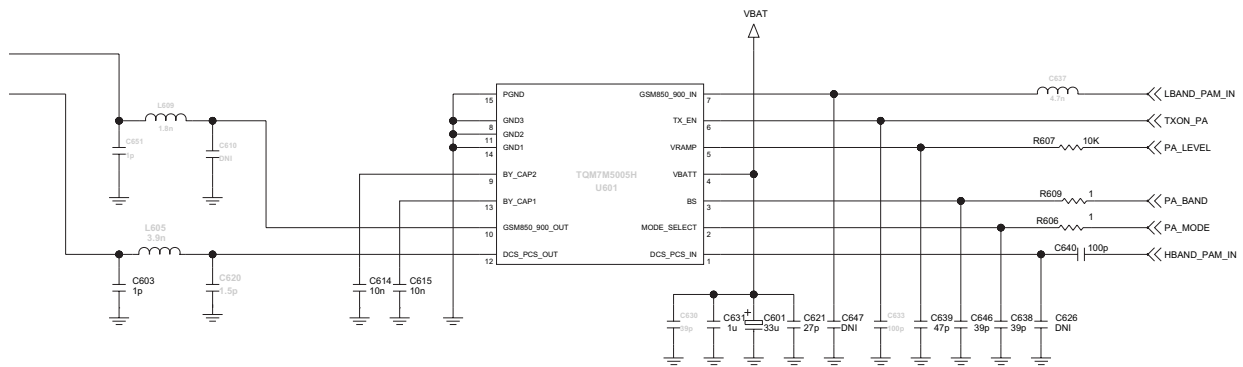 VBAT
PGND
15
GND3
8
GND2
11
GND1
14
BY_CAP2
9
BY_CAP1
13
GSM850_900_OUT
10
DCS_PCS_OUT
12
TQM7M5005H
U601
GSM850_900_IN
7
TX_EN
6
VRAMP
5
VBATT
4
BS
3
MODE_SELECT
2
DCS_PCS_IN
1
C637
4.7n
LBAND_PAM_IN
TXON_PA
R607 10K
PA_LEVEL
R609 1
PA_BAND
R606 1
PA_MODE
C640 100p
HBAND_PAM_IN
L609
1.8n
C651
1p
DNI
L605
3.9n
C603
1p
C620
1.5p
C614
10n
C615
10n
C630
39p
C631
1u
+
C601
33u
C621
27p
C647
DNI
C633
100p
C639
47p
C646
39p
C638
39p
C626
DNI